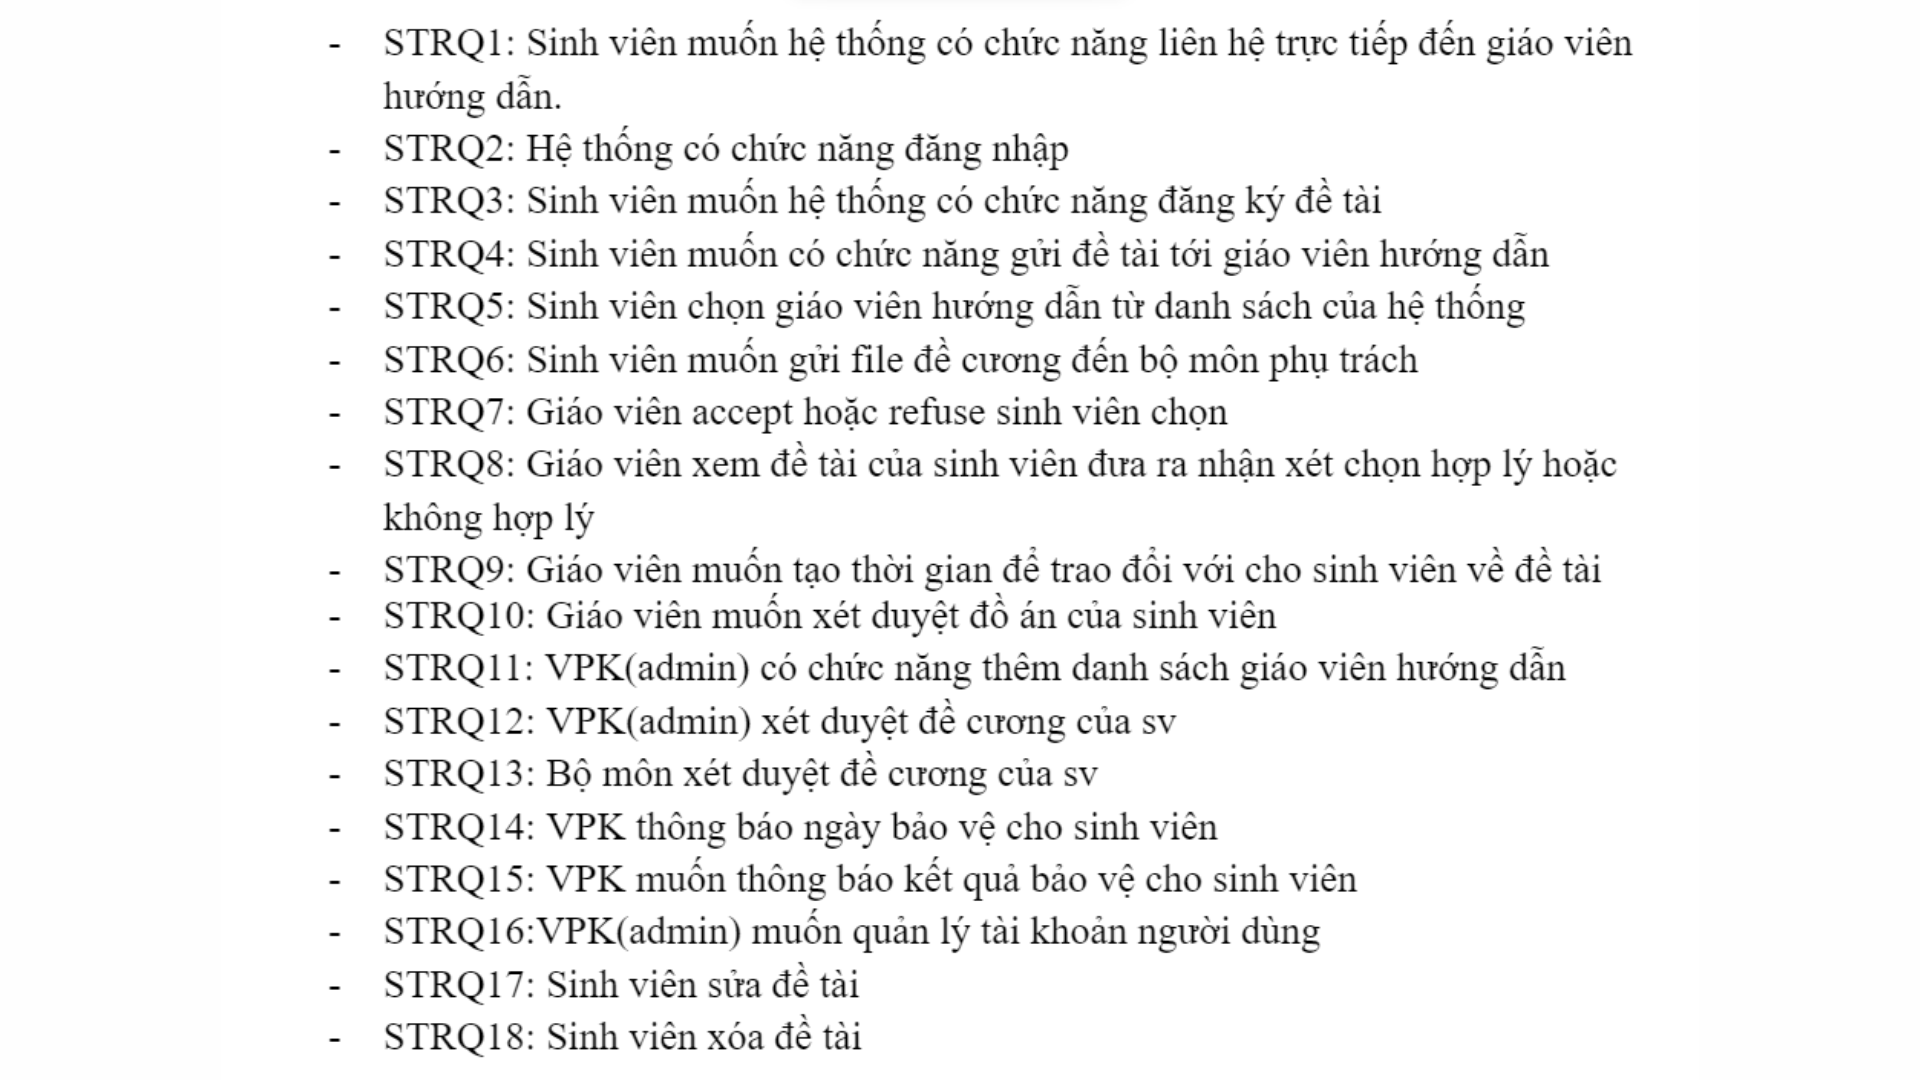 - STRQ1: Sinh viên muốn hệ thống có chức năng liên hệ trực tiếp đến giáo viên
hướng dẫn.
- STRQ2: Hệ thống có chức năng đăng nhập
- STRQ3: Sinh viên muốn hệ thống có chức năng đăng ký đề tài
- STRQ4: Sinh viên muốn có chức năng gửi đề tài tới giáo viên hướng dẫn
- STRQ5: Sinh viên chọn giáo viên hướng dẫn từ danh sách của hệ thống
- STRQ6: Sinh viên muốn gửi file đề cương đến bộ môn phụ trách
- STRQ7: Giáo viên accept hoặc refuse sinh viên chọn
- STRQ8: Giáo viên xem đề tài của sinh viên đưa ra nhận xét chọn hợp lý hoặc
không hợp lý
- STRQ9: Giáo viên muốn tạo thời gian để trao đổi với cho sinh viên về đề tài
- STRQ10: Giáo viên muốn xét duyệt đồ án của sinh viên
- STRQ11: VPK(admin) có chức năng thêm danh sách giáo viên hướng dẫn
- STRQ12: VPK(admin) xét duyệt đề cương của sv
- STRQ13: Bộ môn xét duyệt đề cương của sv
- STRQ14: VPK thông báo ngày bảo vệ cho sinh viên
- STRQ15: VPK muốn thông báo kết quả bảo vệ cho sinh viên
- STRQ16:VPK(admin) muốn quản lý tài khoản người dùng
- STRQ17: Sinh viên sửa đề tài
- STRQ18: Sinh viên xóa đề tài